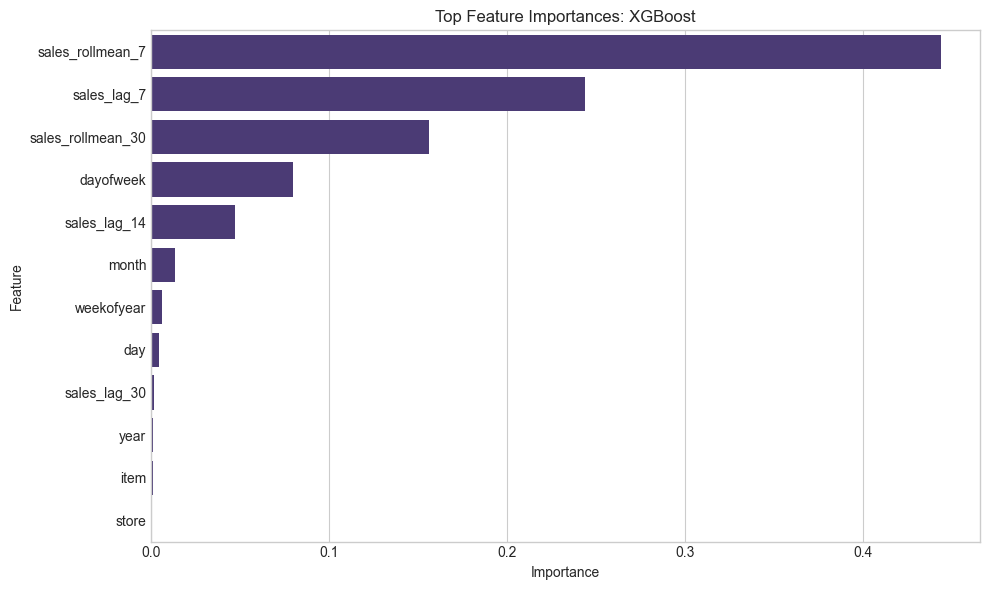 Top Feature Importances: XGBoost
Feature
sales_rollmean_7
sales_lag_7
sales_rollmean_30
dayofweek
sales_lag_14
month
weekofyear
day
sales_lag_30
year
item
store
0.0 0.1 0.2 0.3 0.4
Importance